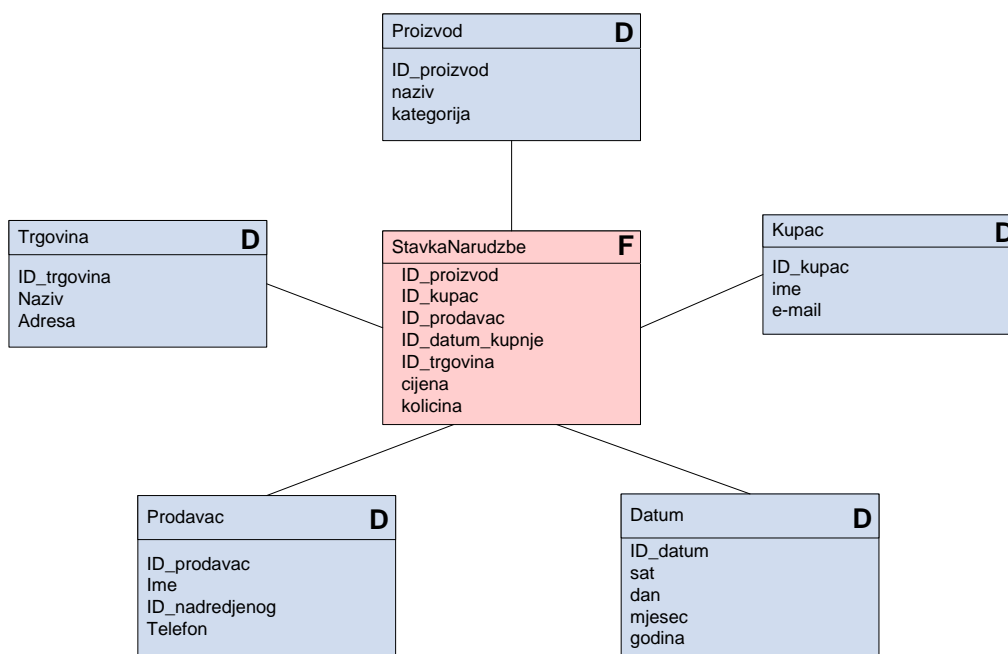 Proizvod D
ID_proizvod
naziv
kategorija
Trgovina D
ID_trgovina
Naziv
Adresa
StavkaNarudzbe F
ID_proizvod
ID_kupac
ID_prodavac
ID_datum_kupnje
ID_trgovina
cijena
kolicina
Kupac D
ID_kupac
ime
e-mail
Prodavac D
ID_prodavac
Ime
ID_nadredjenog
Telefon
Datum D
ID_datum
sat
dan
mjesec
godina